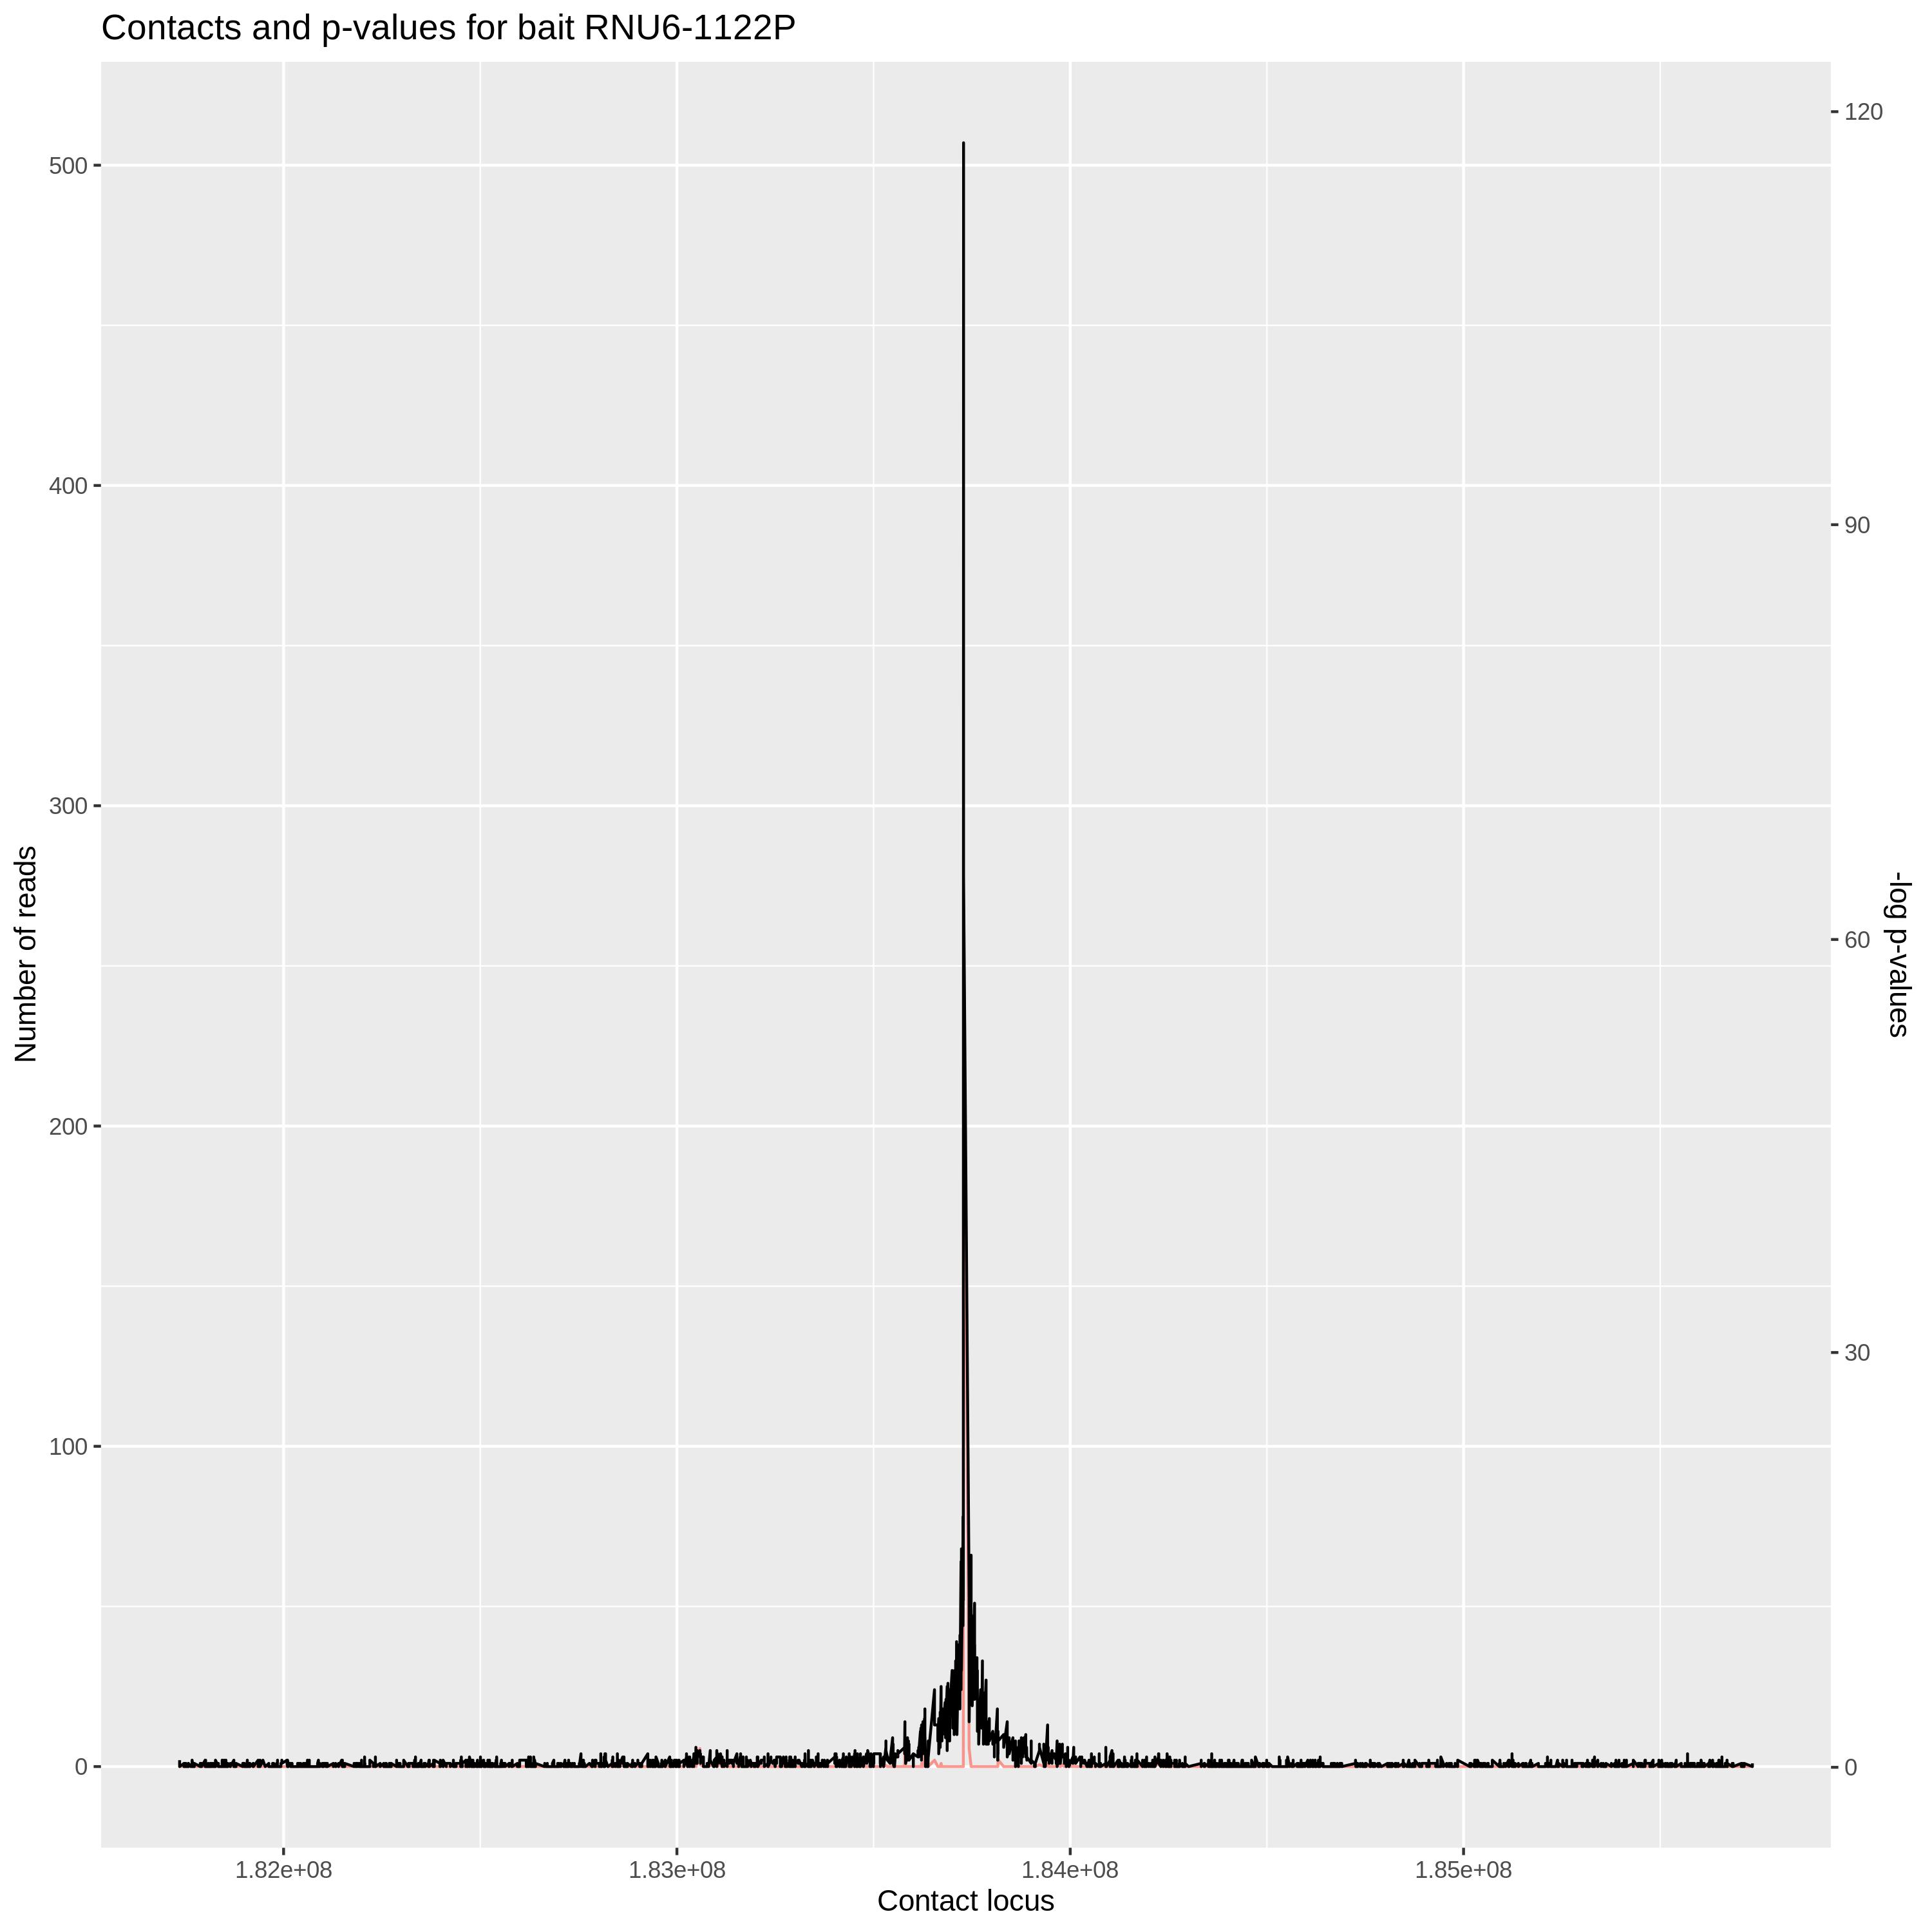 Contacts and p-values for bait RNU6-1122P
500
400
300
200
100
0
Number of reads
120
90
60
30
0
-log p-values
1.82e+08
1.83e+08
1.84e+08
1.85e+08
Contact locus